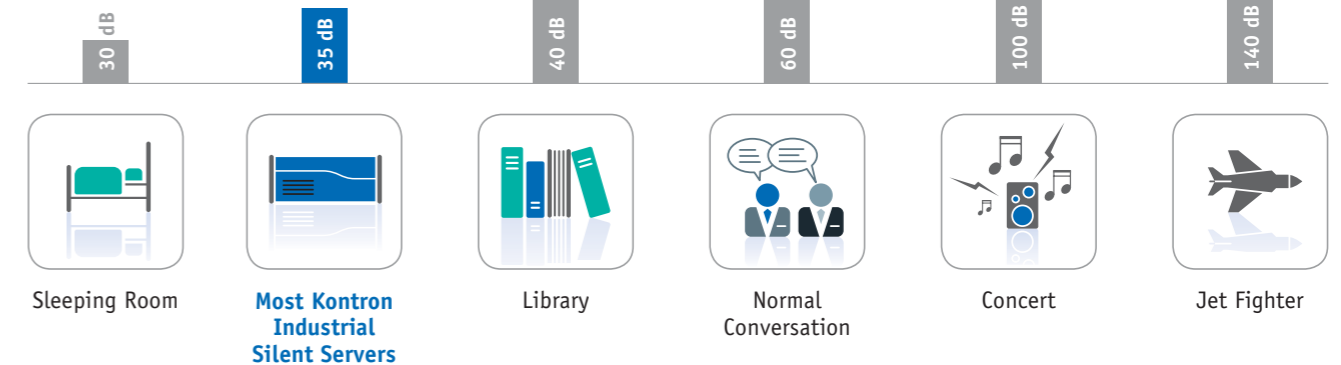 30 dB
35 dB
40 dB
60 dB
100 dB
140 dB
Sleeping Room
Most Kontron
Industrial
Silent Servers
Library
Normal
Conversation
Concert
Jet Fighter